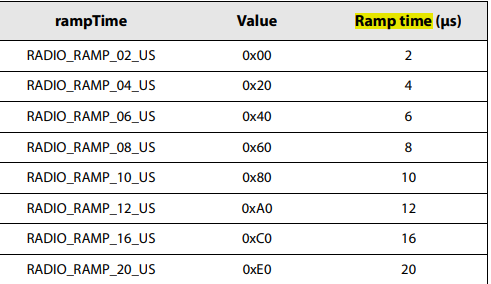 rampTime Value Ramp time (μs)
RADIO_RAMP_02_US 0x00 2
RADIO_RAMP_04_US 0x20 4
RADIO_RAMP_06_US 0x40 6
RADIO_RAMP_08_US 0x60 8
RADIO_RAMP_10_US 0x80 10
RADIO_RAMP_12_US 0xA0 12
RADIO_RAMP_16_US 0xC0 16
RADIO_RAMP_20_US 0xE0 20